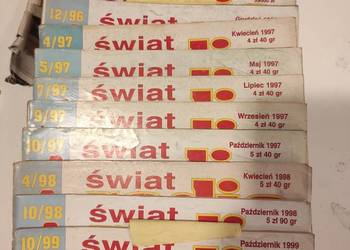 12/96 świat
4/97 świat Kwiecień 1997
4 zł 40 gr
5/97 świat Maj 1997
4 zł 40 gr
7/97 świat Lipiec 1997
4 zł 40 gr
9/97 świat Wrzesień 1997
4 zł 40 gr
10/97 świat Październik 1997
5 zł 40 gr
4/98 świat Kwiecień 1998
5 zł 40 gr
10/98 świat Październik 1998
5 zł 90 gr
10/99 świat Październik 1999